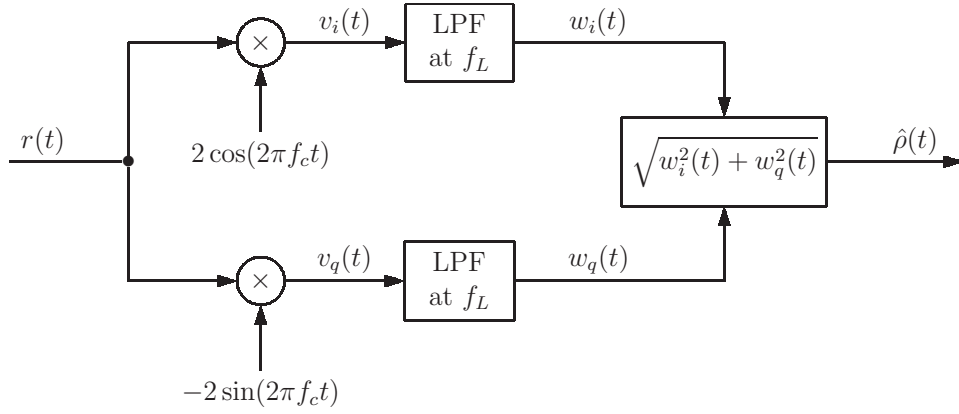 v_i(t)
LPF
at f_L
w_i(t)
×
2 cos(2πf_c t)
r(t)
√(w_i^2(t) + w_q^2(t))
ρ̂(t)
v_q(t)
LPF
at f_L
w_q(t)
×
−2 sin(2πf_c t)